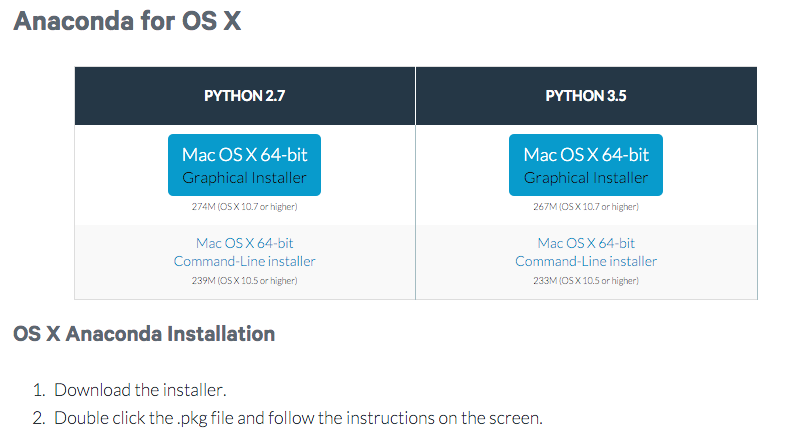 Anaconda for OS X
PYTHON 2.7
PYTHON 3.5
Mac OS X 64-bit
Graphical Installer
274M (OS X 10.7 or higher)
Mac OS X 64-bit
Graphical Installer
267M (OS X 10.7 or higher)
Mac OS X 64-bit
Command-Line installer
239M (OS X 10.5 or higher)
Mac OS X 64-bit
Command-Line installer
233M (OS X 10.5 or higher)
OS X Anaconda Installation
1. Download the installer.
2. Double click the .pkg file and follow the instructions on the screen.